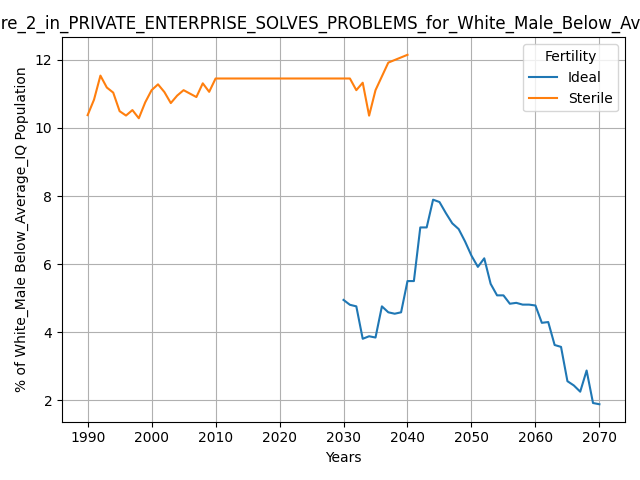 re_2_in_PRIVATE_ENTERPRISE_SOLVES_PROBLEMS_for_White_Male_Below_Av
Fertility
Ideal
Sterile
% of White_Male Below_Average_IQ Population
12
10
8
6
4
2
1990 2000 2010 2020 2030 2040 2050 2060 2070
Years